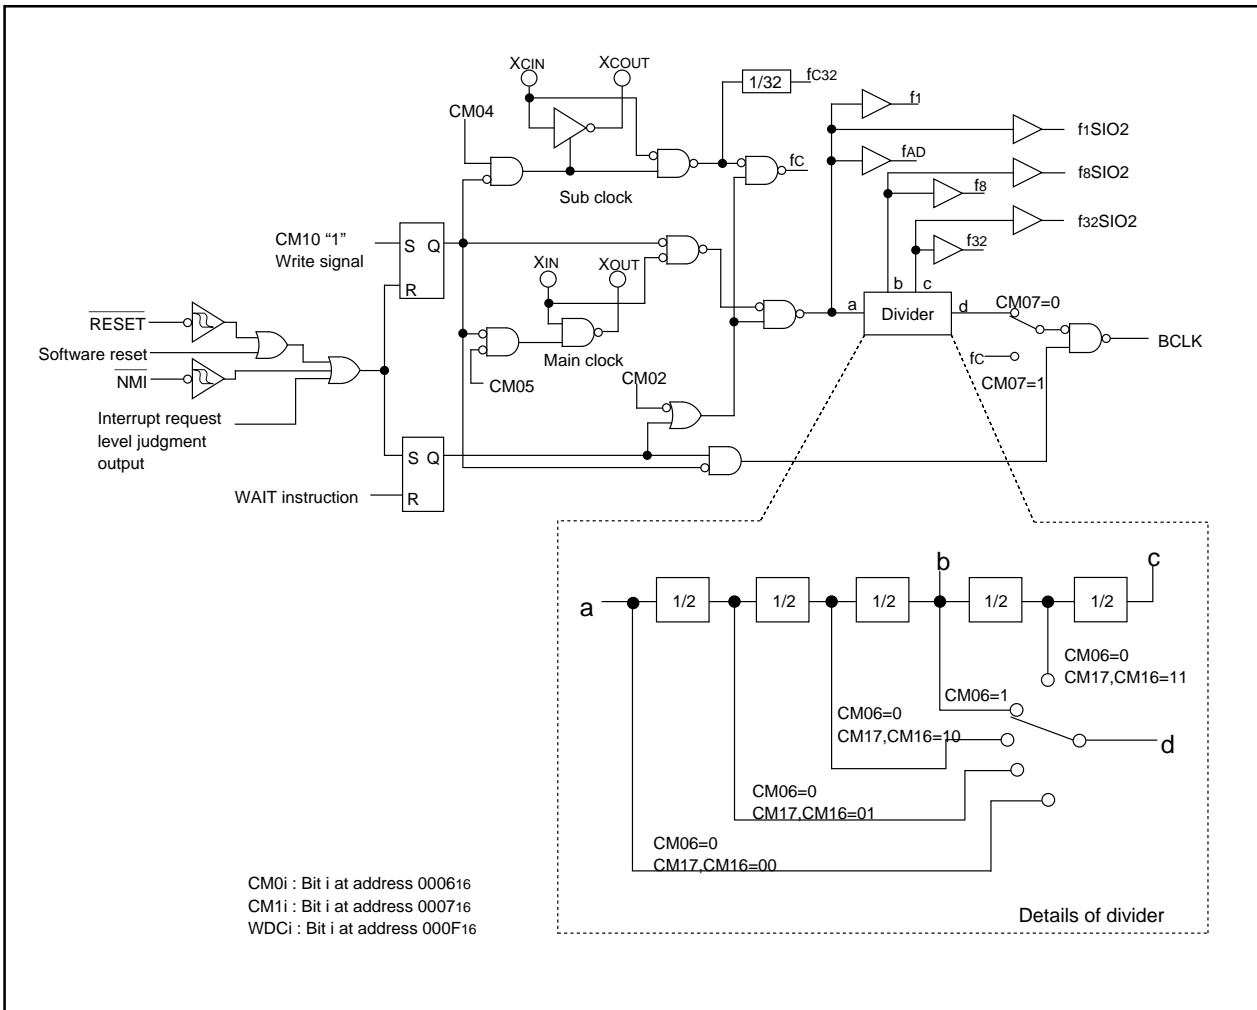 XCIN
XCOUT
1/32
fC32
f1
CM04
f1SIO2
fAD
fC
f8SIO2
f8
Sub clock
f32SIO2
f32
CM10 “1”
Write signal
S Q
R
XIN
XOUT
b c
a
Divider
d
CM07=0
BCLK
fC
CM07=1
RESET
Software reset
NMI
Main clock
CM05
CM02
Interrupt request
level judgment
output
S Q
R
WAIT instruction
a
1/2
1/2
1/2
b
1/2
1/2
c
CM06=0
CM17,CM16=11
CM06=1
CM06=0
CM17,CM16=10
d
CM06=0
CM17,CM16=01
CM06=0
CM17,CM16=00
CM0i : Bit i at address 000616
CM1i : Bit i at address 000716
WDCi : Bit i at address 000F16
Details of divider